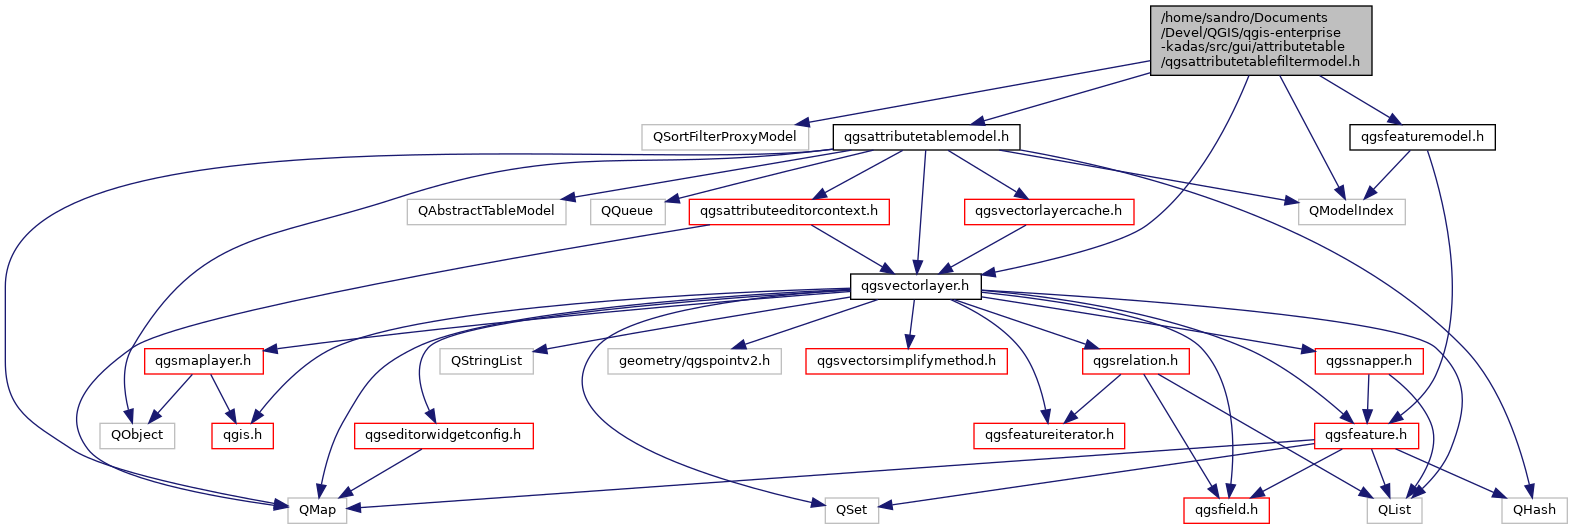 /home/sandro/Documents
/Devel/QGIS/qgis-enterprise
-kadas/src/gui/attributetable
/qgsattributetablefiltermodel.h
QSortFilterProxyModel
qgsattributetablemodel.h
qgsfeaturemodel.h
QAbstractTableModel
QQueue
qgsattributeeditorcontext.h
qgsvectorlayercache.h
QModelIndex
qgsvectorlayer.h
qgsmaplayer.h
QStringList
geometry/qgspointv2.h
qgsvectorsimplifymethod.h
qgsrelation.h
qgssnapper.h
QObject
qgis.h
qgseditorwidgetconfig.h
qgsfeatureiterator.h
qgsfeature.h
QMap
QSet
qgsfield.h
QList
QHash